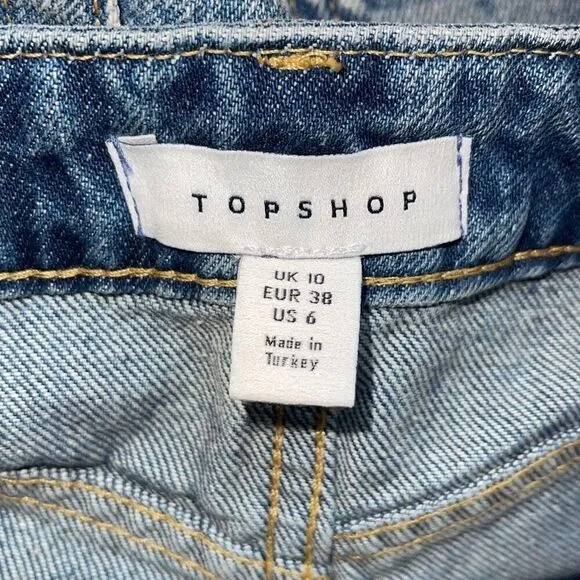 TOPSHOP
UK 10
EUR 38
US 6
Made in
Turkey